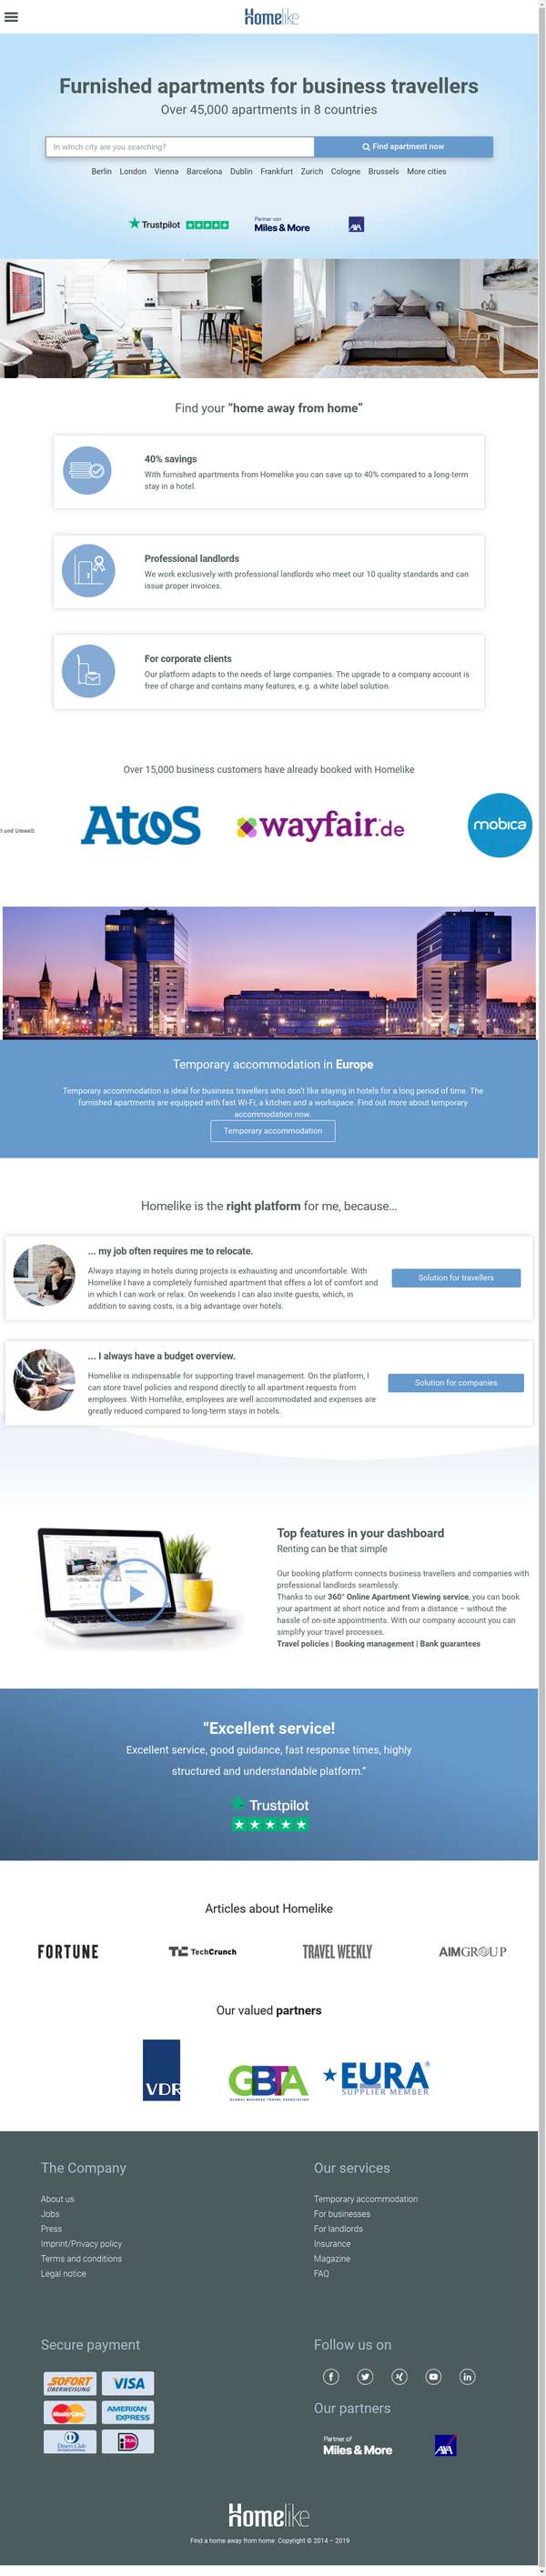 Homelike
Furnished apartments for business travellers
Over 45,000 apartments in 8 countries
In which city are you searching?
Find apartment now
Berlin London Vienna Barcelona Dublin Frankfurt Zurich Cologne Brussels More cities
Trustpilot
Partner von
Miles & More
AXA
Find your “home away from home”
40% savings
With furnished apartments from Homelike you can save up to 40% compared to a long-term
stay in a hotel.
Professional landlords
We work exclusively with professional landlords who meet our 10 quality standards and can
issue proper invoices.
For corporate clients
Our platform adapts to the needs of large companies. The upgrade to a company account is
free of charge and contains many features, e.g. a white label solution.
Over 15,000 business customers have already booked with Homelike
t und Umwelt
Atos
wayfair.de
mobica
Temporary accommodation in Europe
Temporary accommodation is ideal for business travellers who don't like staying in hotels for a long period of time. The
furnished apartments are equipped with fast Wi-Fi, a kitchen and a workspace. Find out more about temporary
accommodation now.
Temporary accommodation
Homelike is the right platform for me, because...
... my job often requires me to relocate.
Always staying in hotels during projects is exhausting and uncomfortable. With
Homelike I have a completely furnished apartment that offers a lot of comfort and
in which I can work or relax. On weekends I can also invite guests, which, in
addition to saving costs, is a big advantage over hotels.
Solution for travellers
... I always have a budget overview.
Homelike is indispensable for supporting travel management. On the platform, I
can store travel policies and respond directly to all apartment requests from
employees. With Homelike, employees are well accommodated and expenses are
greatly reduced compared to long-term stays in hotels.
Solution for companies
Top features in your dashboard
Renting can be that simple
Our booking platform connects business travellers and companies with
professional landlords seamlessly.
Thanks to our 360° Online Apartment Viewing service, you can book
your apartment at short notice and from a distance – without the
hassle of on-site appointments. With our company account you can
simplify your travel processes.
Travel policies | Booking management | Bank guarantees
“Excellent service!
Excellent service, good guidance, fast response times, highly
structured and understandable platform.”
Trustpilot
Articles about Homelike
FORTUNE
TC TechCrunch
TRAVEL WEEKLY
AIMGROUP
Our valued partners
VDR
GBTA
GLOBAL BUSINESS TRAVEL ASSOCIATION
EURA®
SUPPLIER MEMBER
The Company
About us
Jobs
Press
Imprint/Privacy policy
Terms and conditions
Legal notice
Our services
Temporary accommodation
For businesses
For landlords
Insurance
Magazine
FAQ
Secure payment
SOFORT
ÜBERWEISUNG
VISA
MasterCard
AMERICAN
EXPRESS
Diners Club
INTERNATIONAL
iDEAL
Follow us on
Our partners
Partner of
Miles & More
AXA
Homelike
Find a home away from home. Copyright © 2014 – 2019